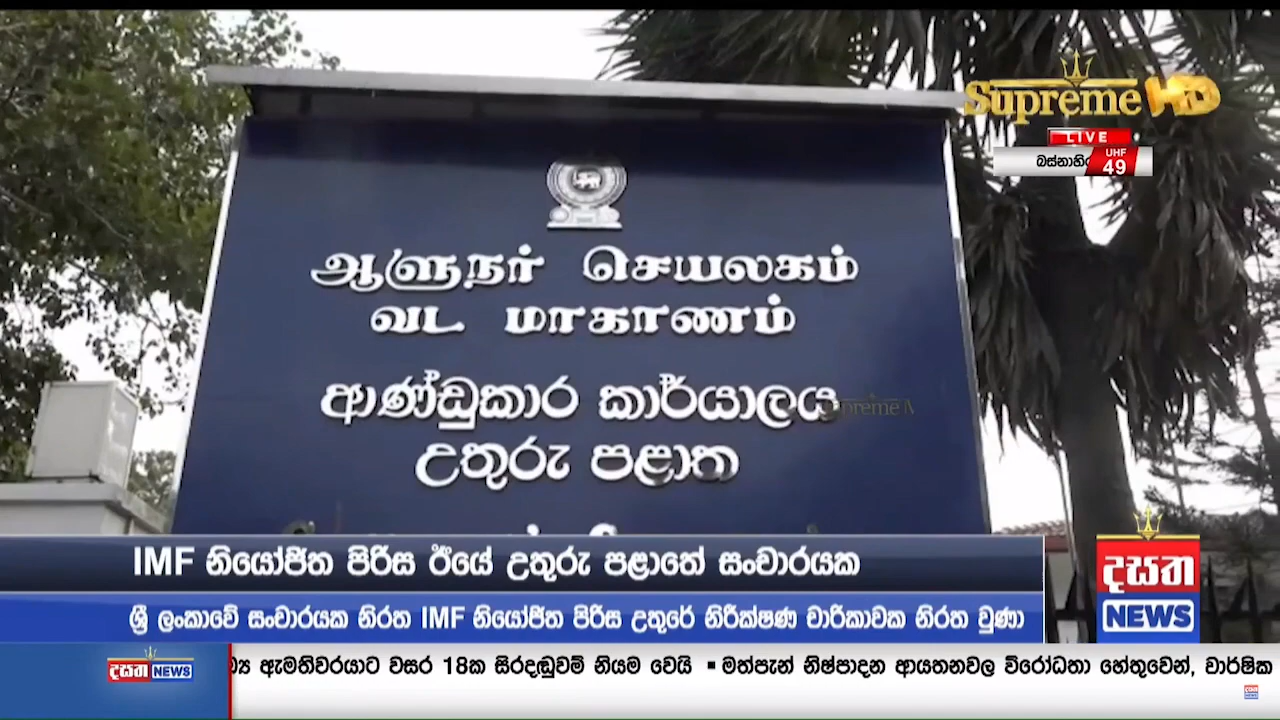 Supreme HD
LIVE
UHF
49
ஆளுநர் செயலகம்
வட மாகாணம்
ආණ්ඩුකාර කාර්යාලය
උතුරු පළාත
IMF නියෝජිත පිරිස ඊයේ උතුරු පළාතේ සංචාරයක
ශ්‍රී ලංකාවේ සංචාරයක නිරත IMF නියෝජිත පිරිස උතුරේ නිරීක්ෂණ චාරිකාවක නිරත වුණා
දසත
NEWS
දසත NEWS
ඇමතිවරයාට වසර 18ක සිරදඬුවම් නියම වෙයි ▪ මත්පැන් නිෂ්පාදන ආයතනවල විරෝධතා හේතුවෙන්, වාර්ෂික